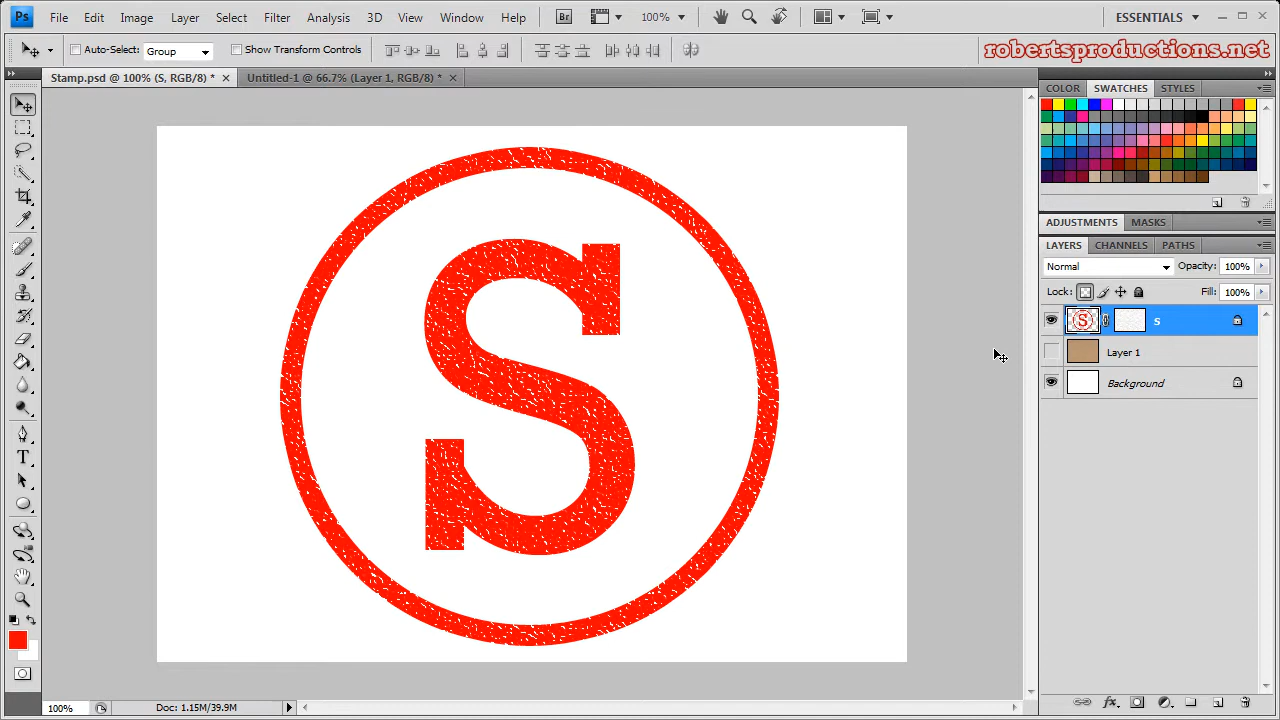 Ps File Edit Image Layer Select Filter Analysis 3D View Window Help Br 100% ESSENTIALS
Auto-Select: Group Show Transform Controls
robertsproductions.net
Stamp.psd @ 100% (S, RGB/8) * × Untitled-1 @ 66.7% (Layer 1, RGB/8) * ×
COLOR SWATCHES STYLES
ADJUSTMENTS MASKS
LAYERS CHANNELS PATHS
Normal Opacity: 100%
Lock: Fill: 100%
S
Layer 1
Background
S
T
100% Doc: 1.15M/39.9M
fx